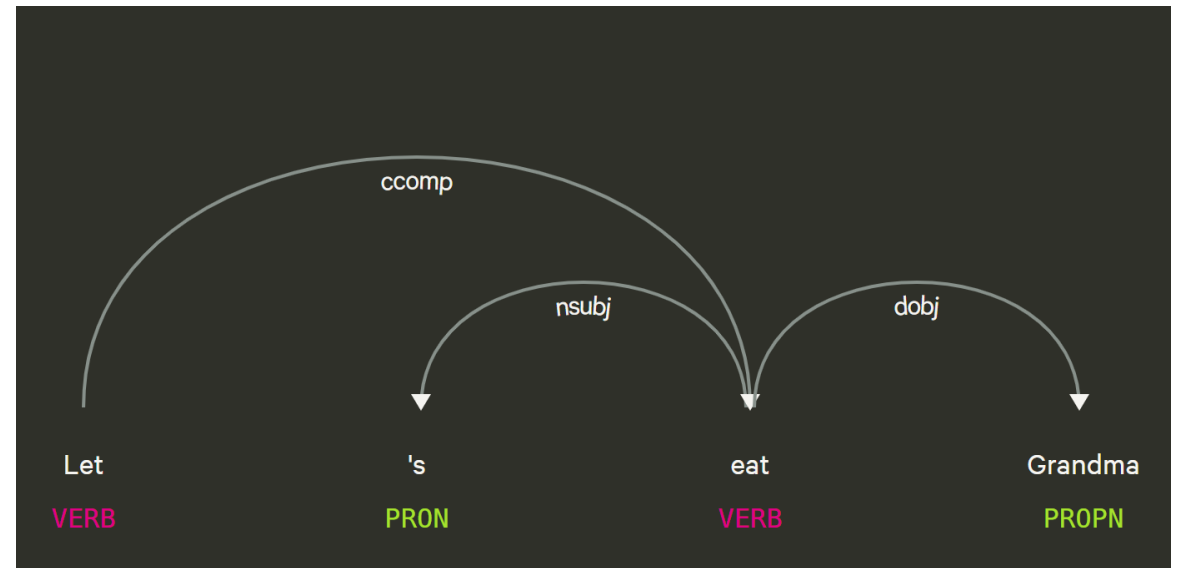 ccomp
nsubj dobj
Let 's eat Grandma
VERB PRON VERB PROPN